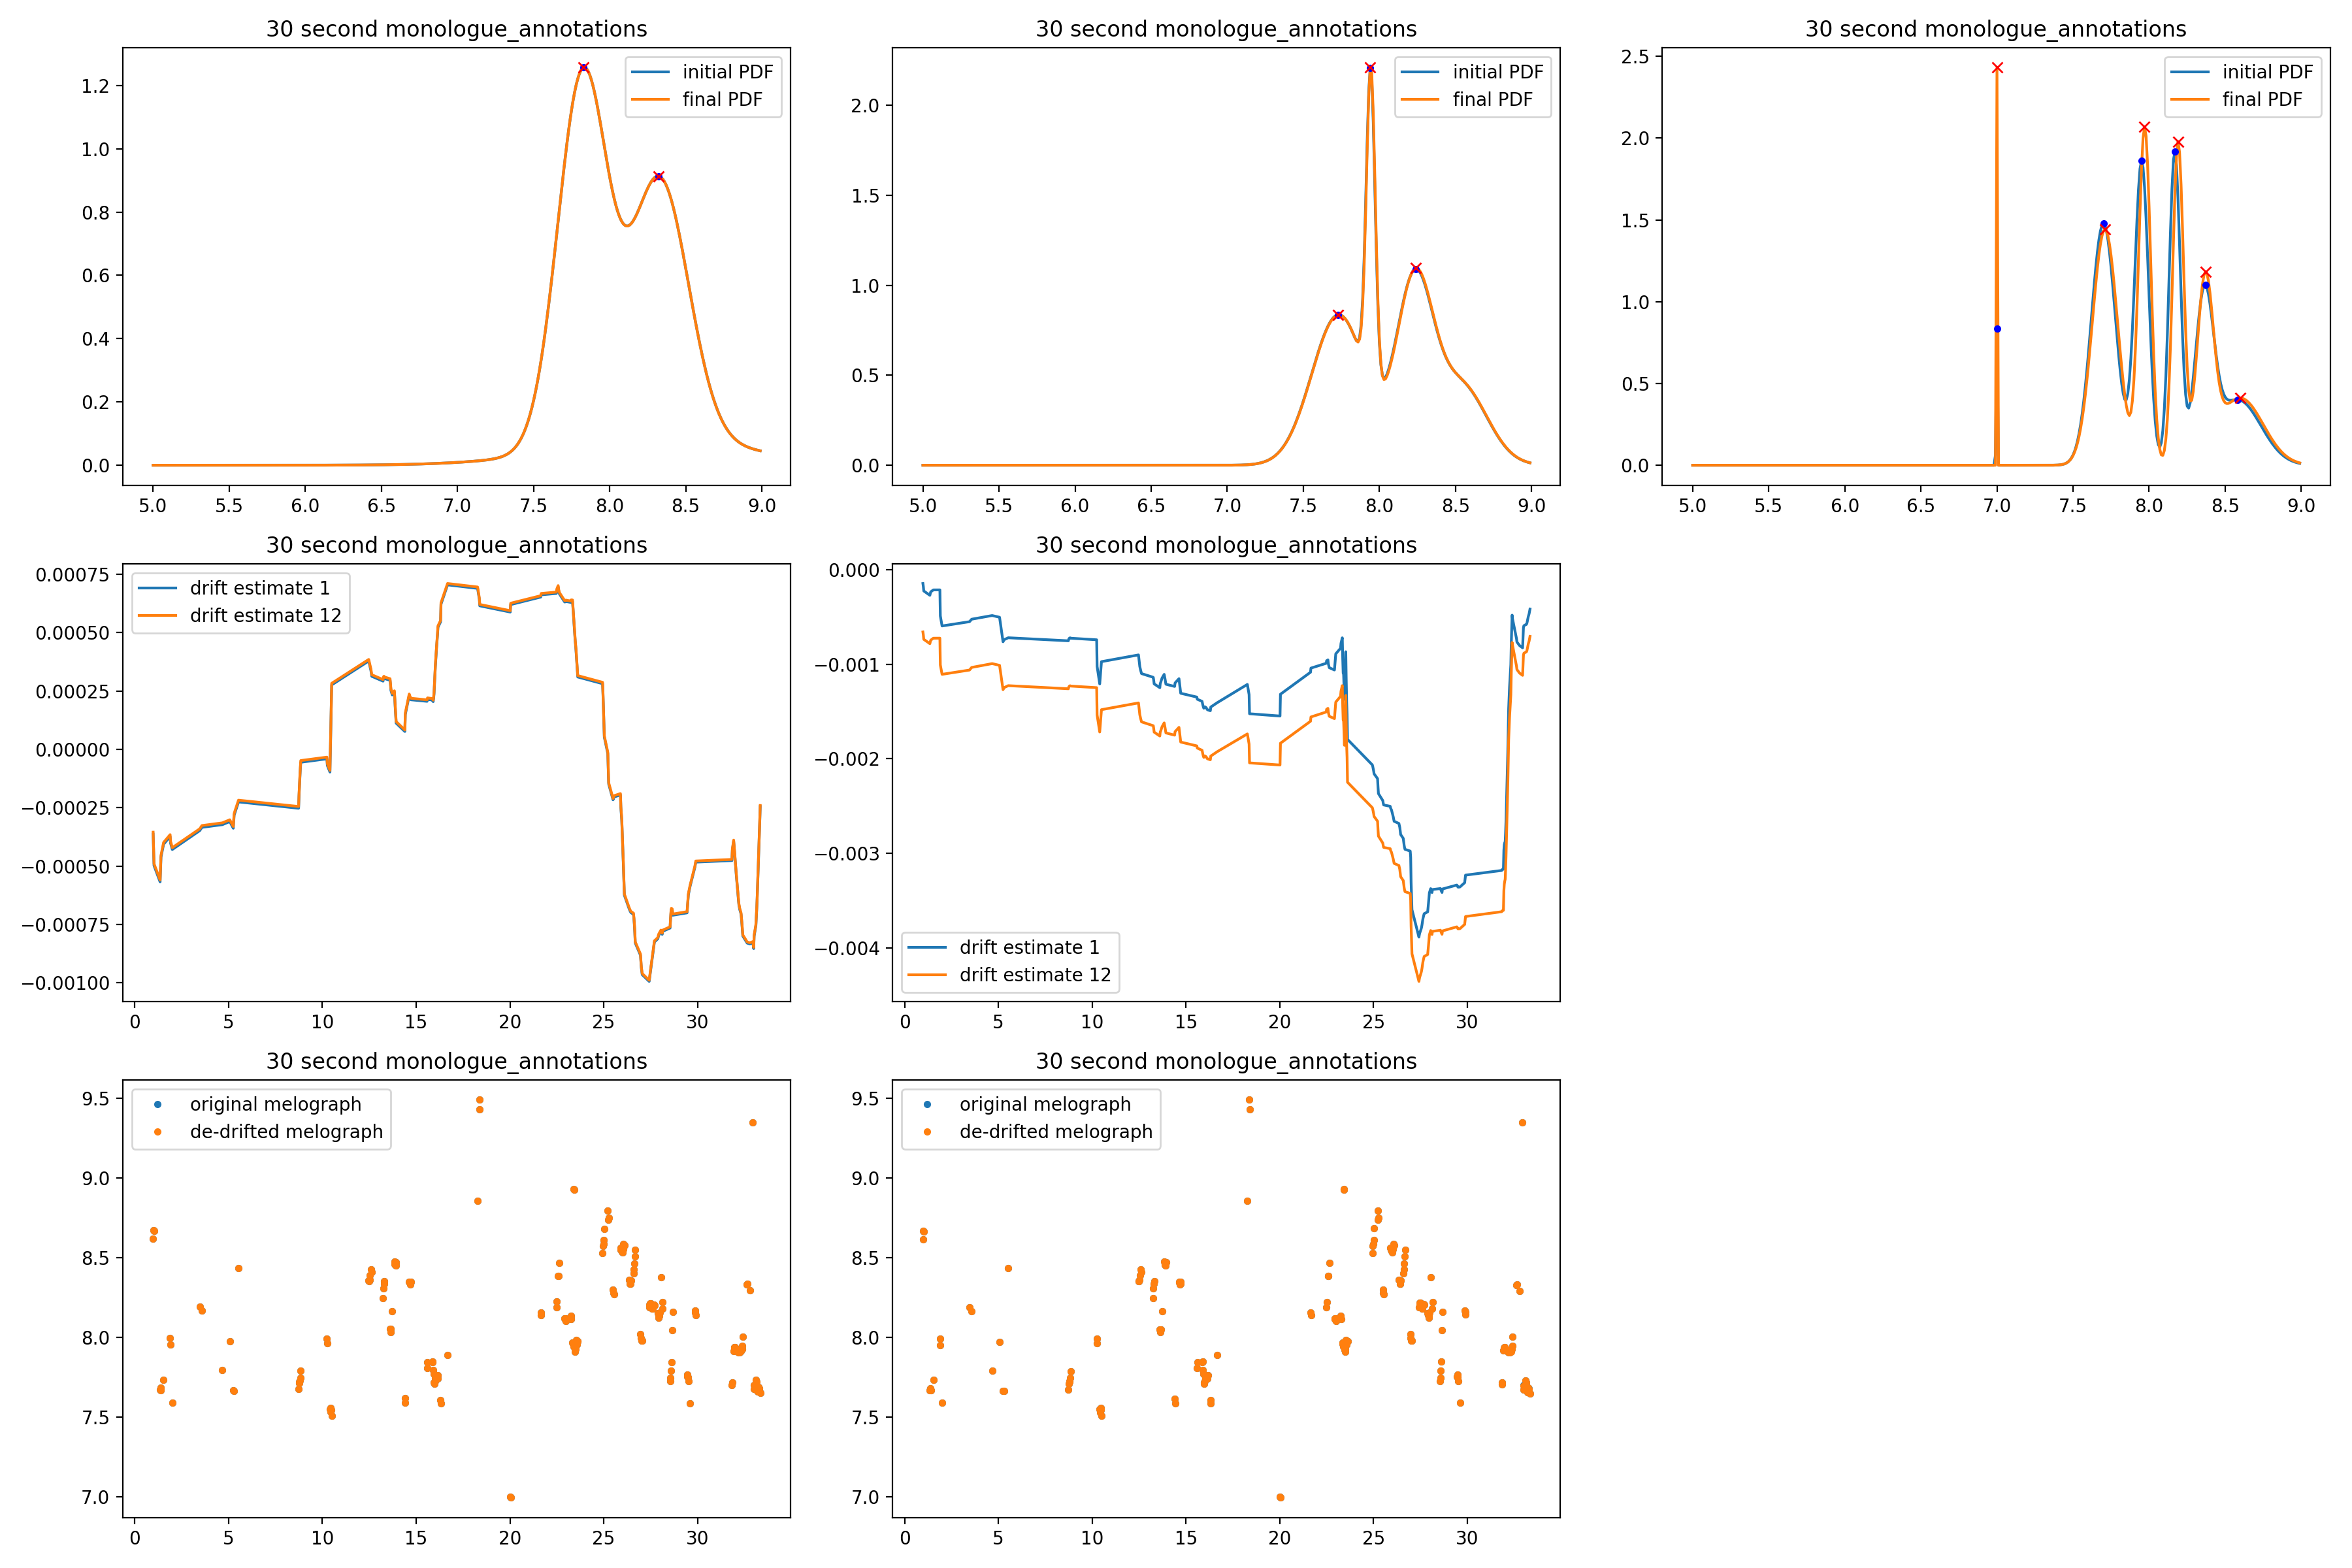 30 second monologue_annotations
initial PDF
final PDF
1.2
1.0
0.8
0.6
0.4
0.2
0.0
5.0 5.5 6.0 6.5 7.0 7.5 8.0 8.5 9.0
30 second monologue_annotations
initial PDF
final PDF
2.0
1.5
1.0
0.5
0.0
5.0 5.5 6.0 6.5 7.0 7.5 8.0 8.5 9.0
30 second monologue_annotations
initial PDF
final PDF
2.5
2.0
1.5
1.0
0.5
0.0
5.0 5.5 6.0 6.5 7.0 7.5 8.0 8.5 9.0
30 second monologue_annotations
drift estimate 1
drift estimate 12
0.00075
0.00050
0.00025
0.00000
−0.00025
−0.00050
−0.00075
−0.00100
0 5 10 15 20 25 30
30 second monologue_annotations
drift estimate 1
drift estimate 12
0.000
−0.001
−0.002
−0.003
−0.004
0 5 10 15 20 25 30
30 second monologue_annotations
original melograph
de-drifted melograph
9.5
9.0
8.5
8.0
7.5
7.0
0 5 10 15 20 25 30
30 second monologue_annotations
original melograph
de-drifted melograph
9.5
9.0
8.5
8.0
7.5
7.0
0 5 10 15 20 25 30